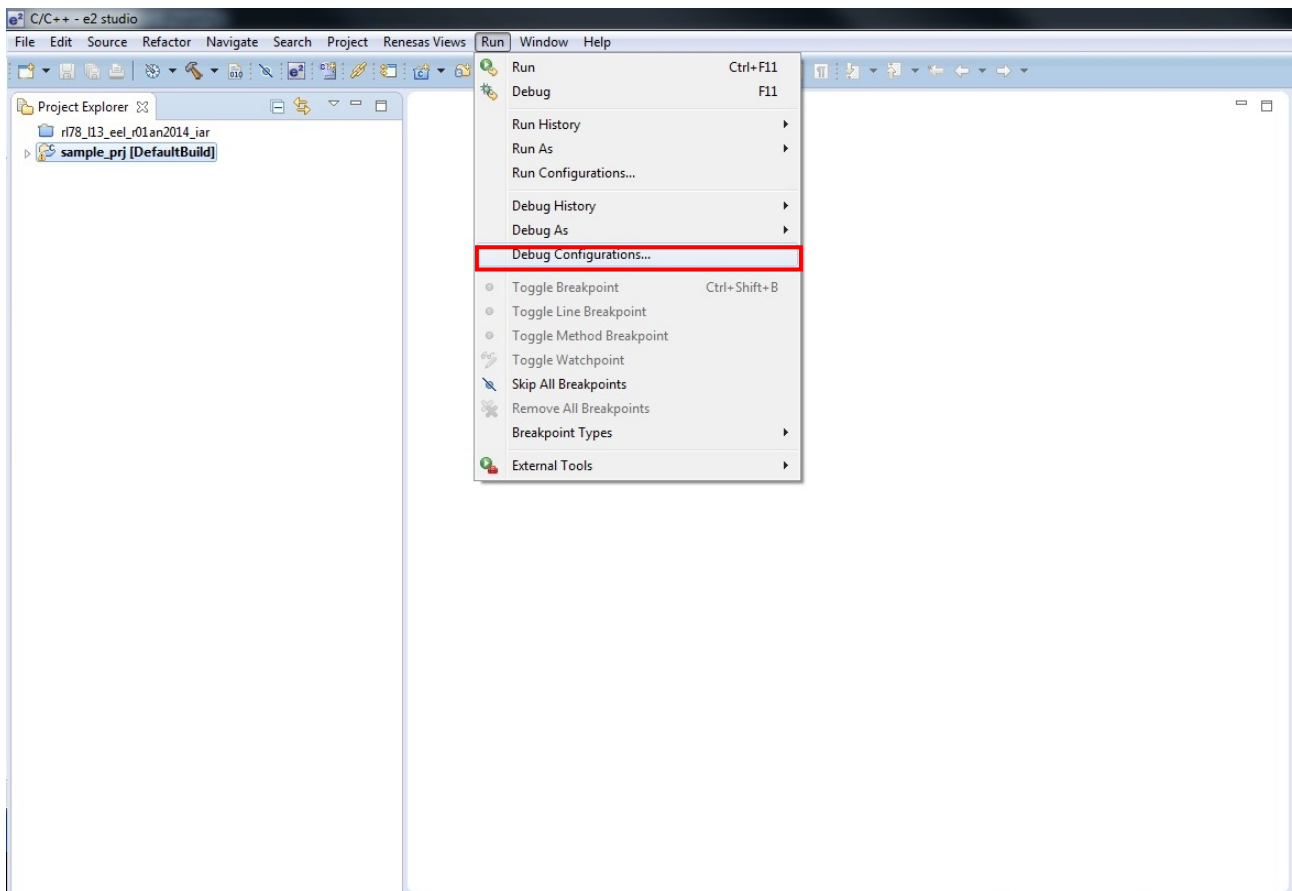 e² C/C++ - e2 studio
File Edit Source Refactor Navigate Search Project Renesas Views Run Window Help
Project Explorer
rl78_l13_eel_r01an2014_iar
sample_prj [DefaultBuild]
Run Ctrl+F11
Debug F11
Run History
Run As
Run Configurations...
Debug History
Debug As
Debug Configurations...
Toggle Breakpoint Ctrl+Shift+B
Toggle Line Breakpoint
Toggle Method Breakpoint
Toggle Watchpoint
Skip All Breakpoints
Remove All Breakpoints
Breakpoint Types
External Tools